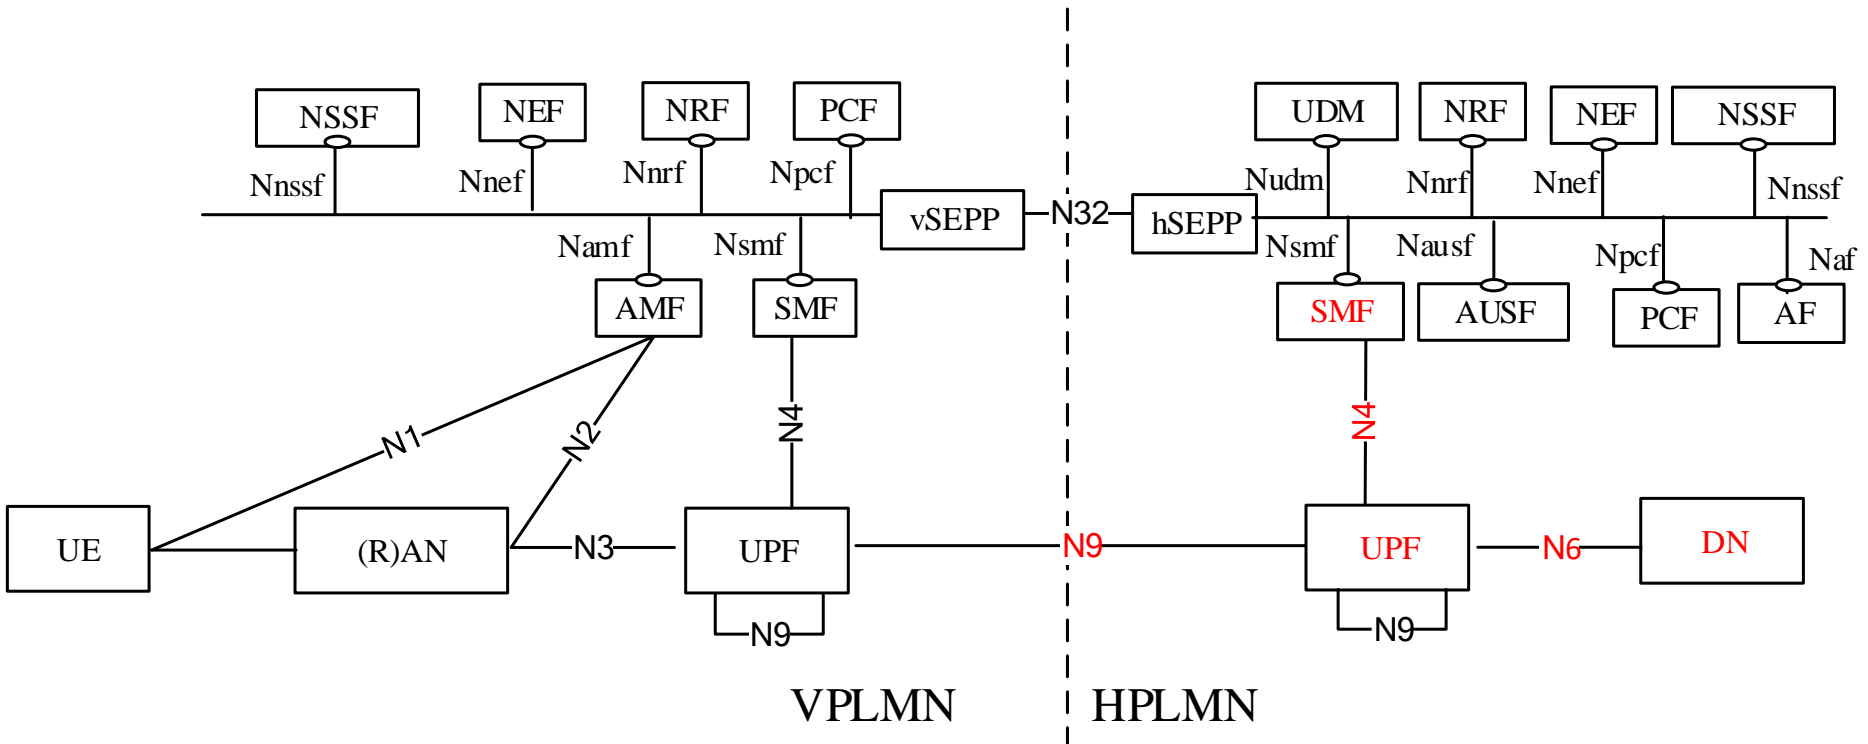 NSSF
NEF
NRF
PCF
UDM
NRF
NEF
NSSF
Nnssf
Nnef
Nnrf
Npcf
Nudm
Nnrf
Nnef
Nnssf
vSEPP
N32
hSEPP
Namf
Nsmf
Nsmf
Nausf
Npcf
Naf
AMF
SMF
SMF
AUSF
PCF
AF
N1
N2
N4
N4
UE
(R)AN
N3
UPF
N9
UPF
N6
DN
N9
N9
VPLMN
HPLMN